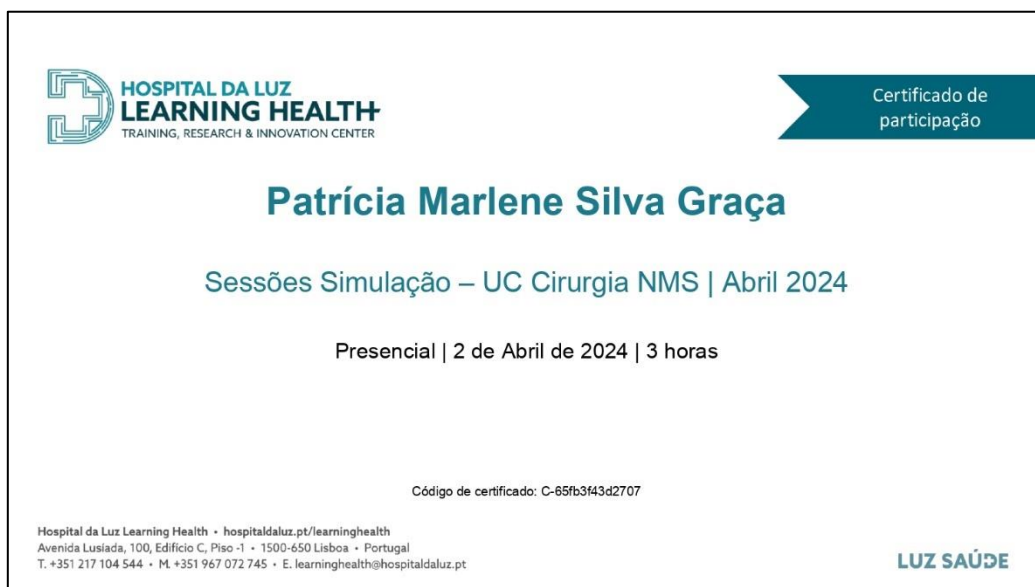 HOSPITAL DA LUZ
LEARNING HEALTH
TRAINING, RESEARCH & INNOVATION CENTER
Certificado de
participação
Patrícia Marlene Silva Graça
Sessões Simulação – UC Cirurgia NMS | Abril 2024
Presencial | 2 de Abril de 2024 | 3 horas
Código de certificado: C-65fb3f43d2707
Hospital da Luz Learning Health • hospitaldaluz.pt/learninghealth
Avenida Lusíada, 100, Edifício C, Piso -1 • 1500-650 Lisboa • Portugal
T. +351 217 104 544 • M. +351 967 072 745 • E. learninghealth@hospitaldaluz.pt
LUZ SAÚDE